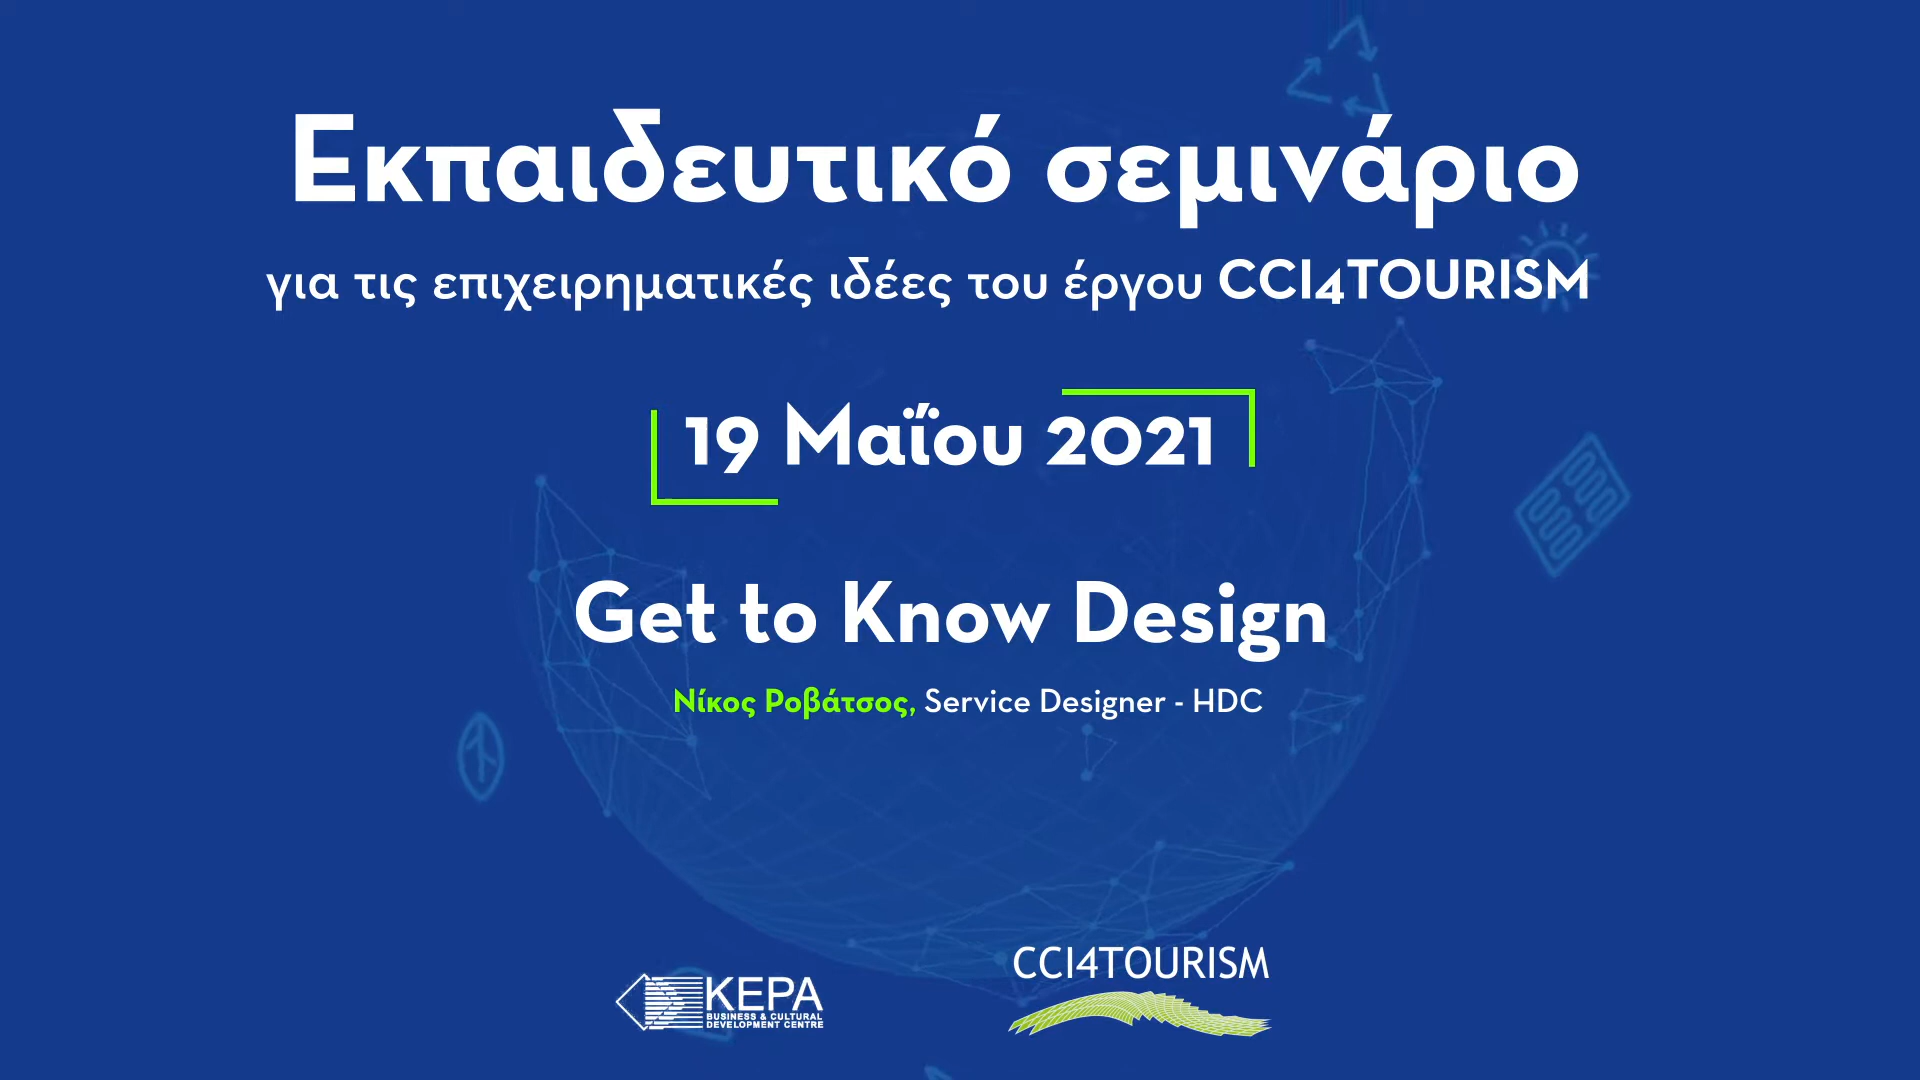 Εκπαιδευτικό σεμινάριο
για τις επιχειρηματικές ιδέες του έργου CCI4TOURISM
19 Μαΐου 2021
Get to Know Design
Νίκος Ροβάτσος, Service Designer - HDC
KEPA
BUSINESS & CULTURAL
DEVELOPMENT CENTRE
CCI4TOURISM